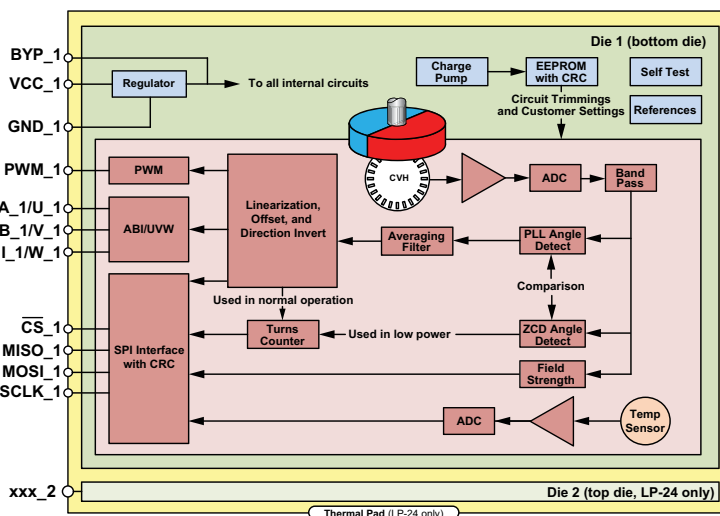 Die 1 (bottom die)
BYP_1
VCC_1
GND_1
Regulator
To all internal circuits
Charge
Pump
EEPROM
with CRC
Self Test
References
Circuit Trimmings
and Customer Settings
PWM_1
PWM
A_1/U_1
B_1/V_1
I_1/W_1
ABI/UVW
Linearization,
Offset, and
Direction Invert
CVH
ADC
Band
Pass
Averaging
Filter
PLL Angle
Detect
Comparison
Used in normal operation
Turns
Counter
Used in low power
ZCD Angle
Detect
CS_1
MISO_1
MOSI_1
SCLK_1
SPI Interface
with CRC
Field
Strength
ADC
Temp
Sensor
xxx_2
Die 2 (top die, LP-24 only)
Thermal Pad (LP-24 only)